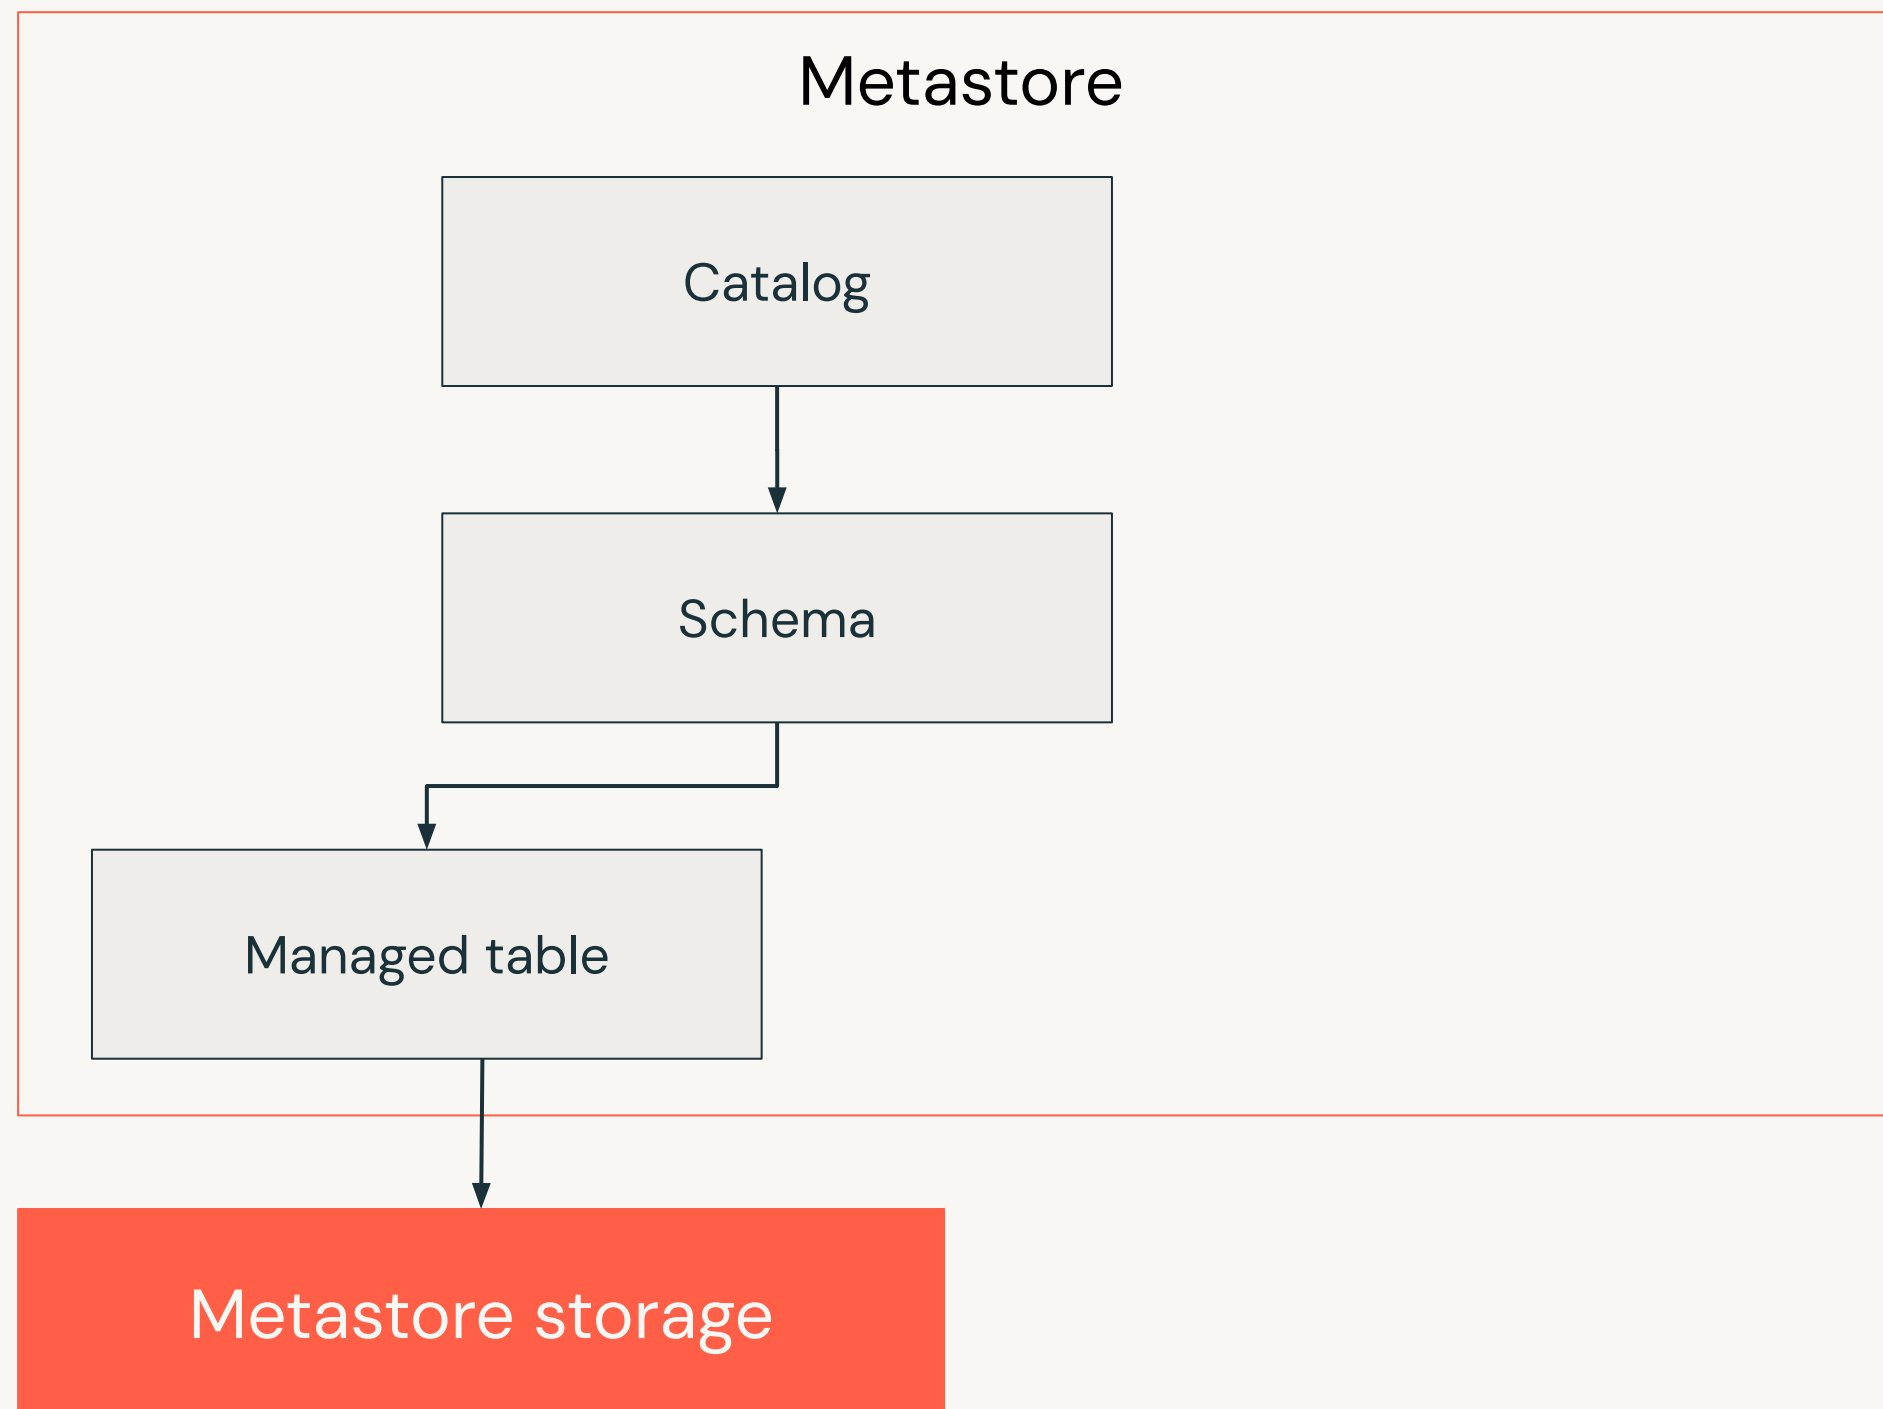 Metastore
Catalog
Schema
Managed table
Metastore storage